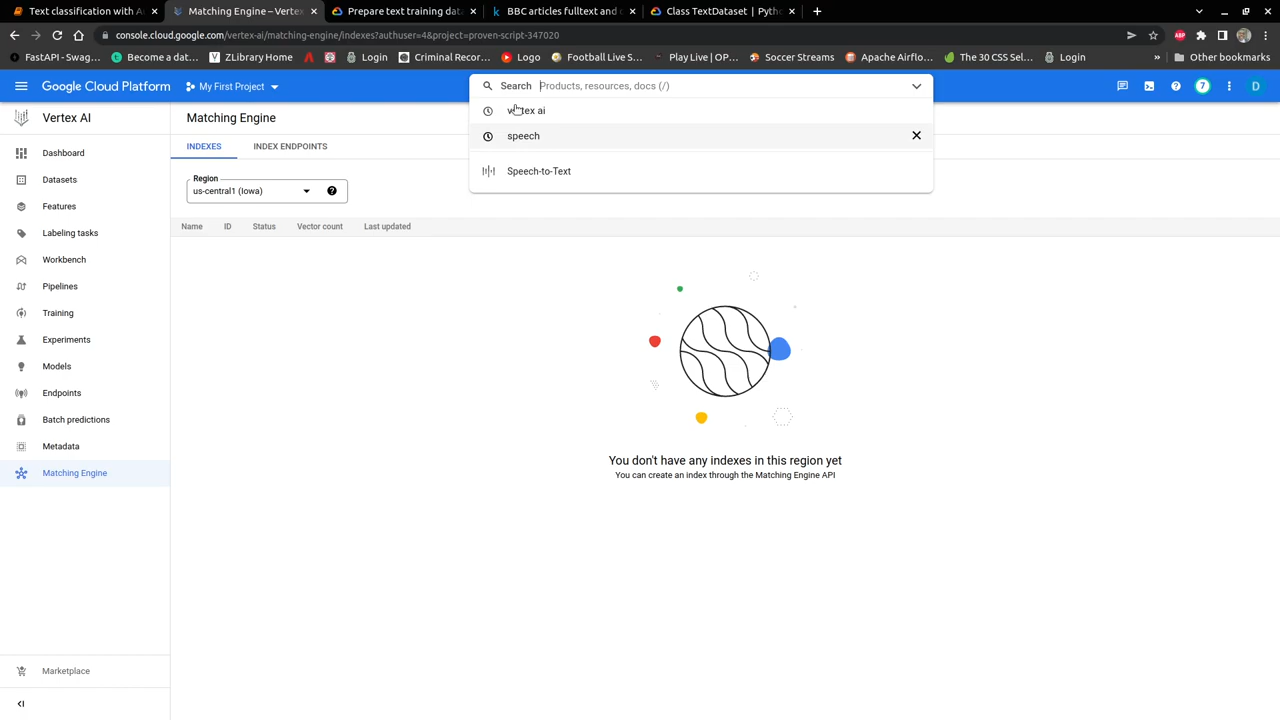 Text classification with A
Matching Engine – Vertex
Prepare text training dat
BBC articles fulltext and c
Class TextDataset | Pyth
console.cloud.google.com/vertex-ai/matching-engine/indexes?authuser=4&project=proven-script-347020
ABP
FastAPI - Swag...
Become a dat...
ZLibrary Home
Login
Criminal Recor...
Logo
Football Live S...
Play Live | OP...
Soccer Streams
Apache Airflo...
The 30 CSS Sel...
Login
»
Other bookmarks
Google Cloud Platform
My First Project
Search Products, resources, docs (/)
7
D
vertex ai
speech
Speech-to-Text
Vertex AI
Matching Engine
Dashboard
Datasets
Features
Labeling tasks
Workbench
Pipelines
Training
Experiments
Models
Endpoints
Batch predictions
Metadata
Matching Engine
Marketplace
INDEXES
INDEX ENDPOINTS
Region
us-central1 (Iowa)
Name ID Status Vector count Last updated
You don't have any indexes in this region yet
You can create an index through the Matching Engine API